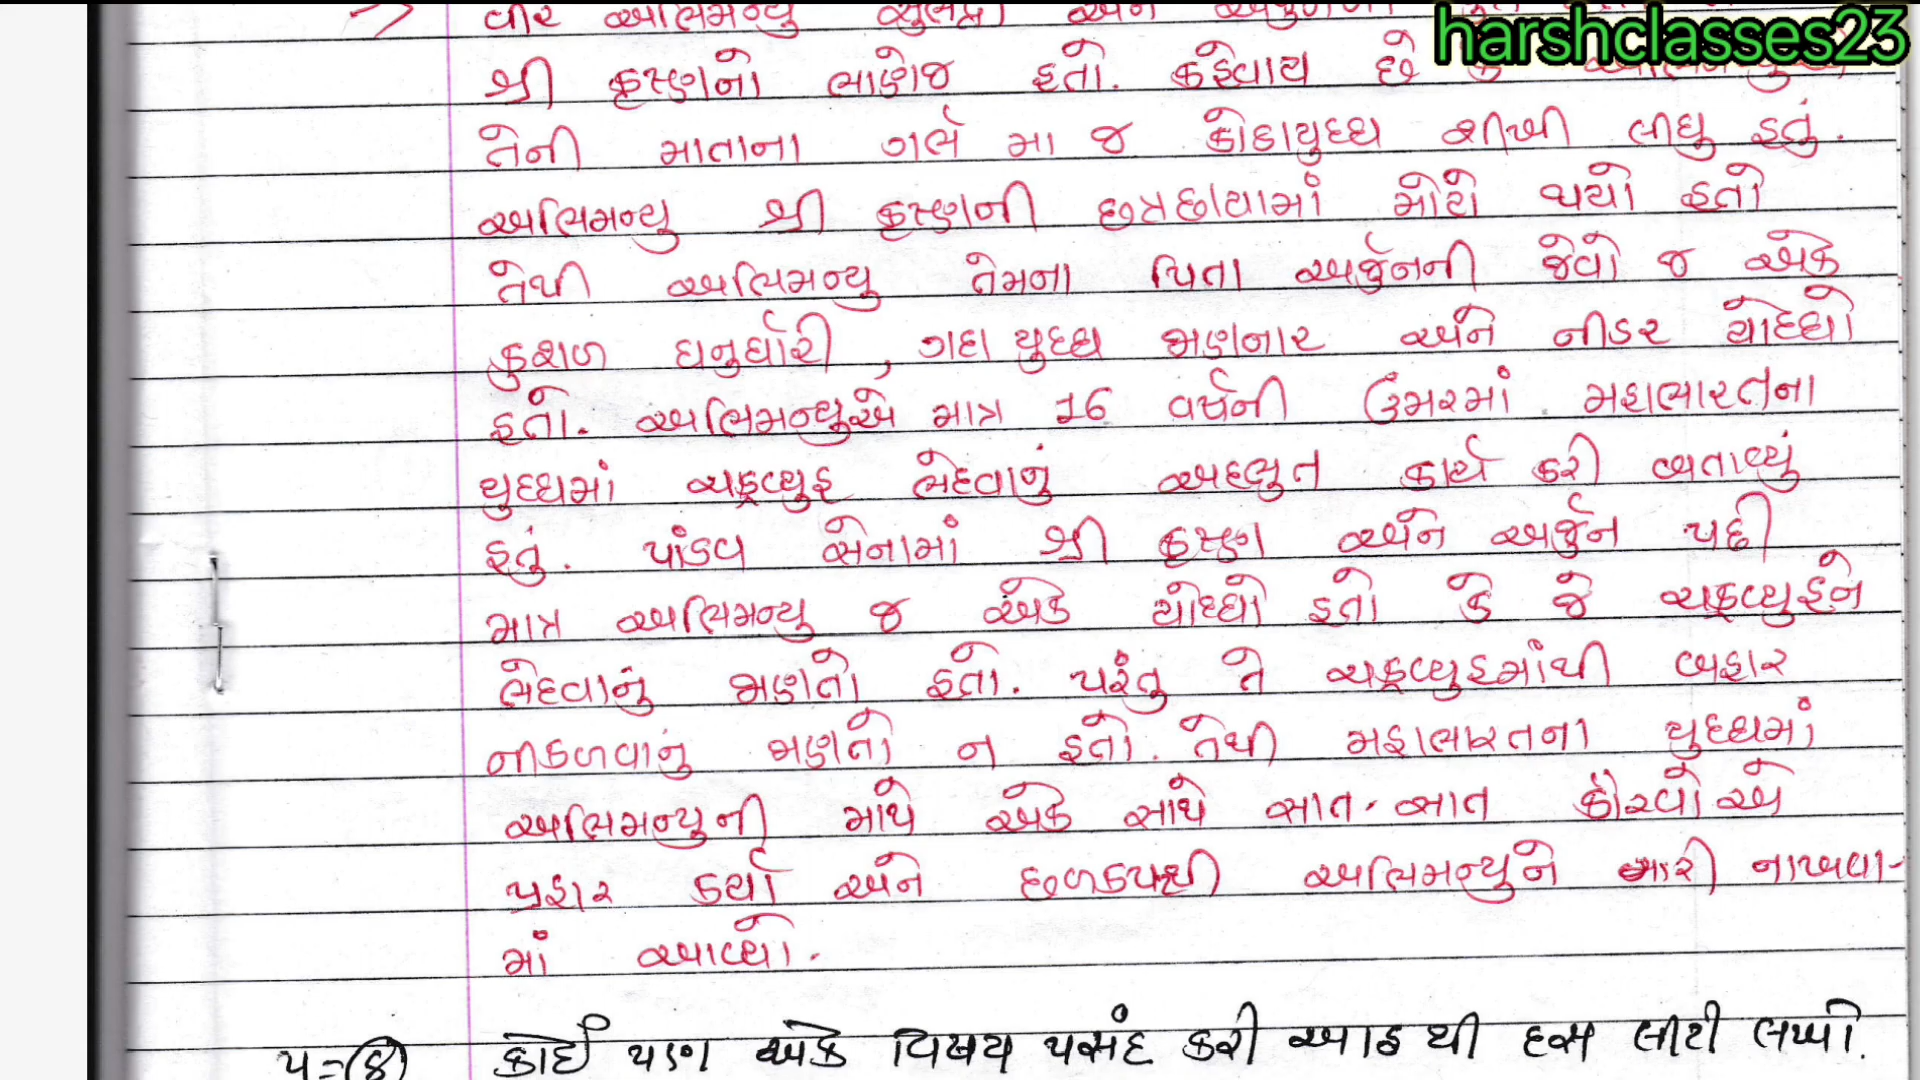 વીર અભિમન્યુ સુભદ્રા અને
harshclasses23
શ્રી કૃષ્ણનો ભાણેજ હતો. કહેવાય છે કે
તેની માતાના ગર્ભ મા જ કોઠાયુધ્ધ શીખી લીધુ હતું.
અભિમન્યુ શ્રી કૃષ્ણની છત્રછાયામાં મોટો થયો હતો
તેથી અભિમન્યુ તેમના પિતા અર્જુનની જેવો જ એક
કુશળ ધનુર્ધારી, ગદા યુધ્ધ જાણનાર અને નીડર યોધ્ધો
હતો. અભિમન્યુએ માત્ર 16 વર્ષની ઉંમરમાં મહાભારતના
યુધ્ધમાં ચક્રવ્યુહ ભેદવાનું અદ્દભુત કાર્ય કરી બતાવ્યું
હતું. પાંડવ સેનામાં શ્રી કૃષ્ણ અને અર્જુન પછી
માત્ર અભિમન્યુ જ એક યોધ્ધો હતો કે જે ચક્રવ્યુહને
ભેદવાનું જાણતો હતો. પરંતુ તે ચક્રવ્યુહમાંથી બહાર
નીકળવાનું જાણતો ન હતો. તેથી મહાભારતના યુધ્ધમાં
અભિમન્યુની માથે એક સાથે સાત-સાત કૌરવોએ
પ્રહાર કર્યા અને છળકપટથી અભિમન્યુને મારી નાખવા-
માં આવ્યો.
પ્ર=(૪) કોઈ પણ એક વિષય પસંદ કરી આઠ થી દસ લીટી લખો.